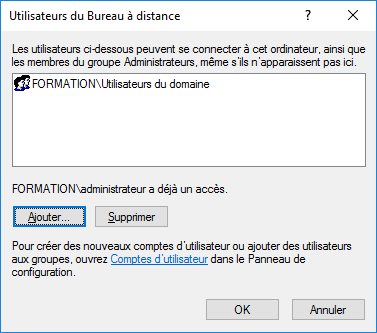 Utilisateurs du Bureau à distance
Les utilisateurs ci-dessous peuvent se connecter à cet ordinateur, ainsi que
les membres du groupe Administrateurs, même s'ils n'apparaissent pas ici.
FORMATION\Utilisateurs du domaine
FORMATION\administrateur a déjà un accès.
Ajouter... Supprimer
Pour créer des nouveaux comptes d'utilisateur ou ajouter des utilisateurs
aux groupes, ouvrez Comptes d'utilisateur dans le Panneau de
configuration.
OK Annuler